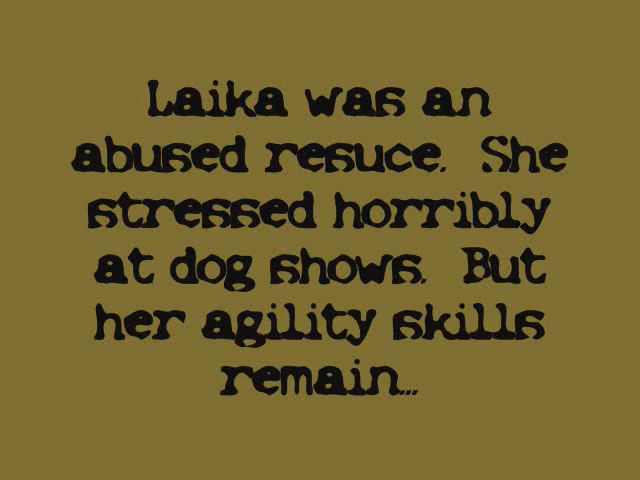 Laika was an
abused resuce. She
stressed horribly
at dog shows. But
her agility skills
remain...